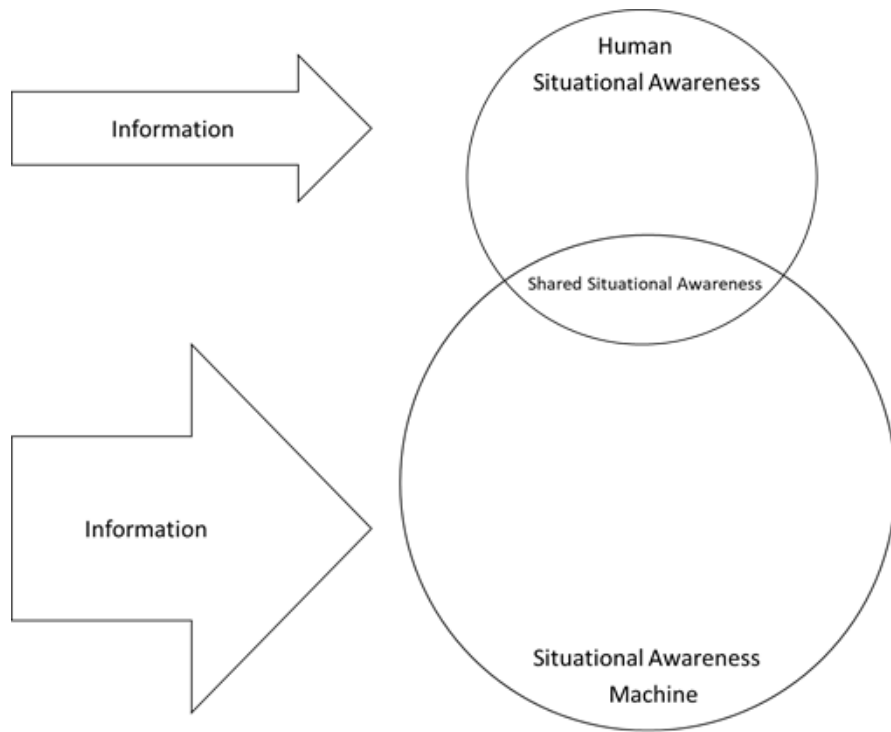 Information
Human
Situational Awareness
Shared Situational Awareness
Information
Situational Awareness
Machine